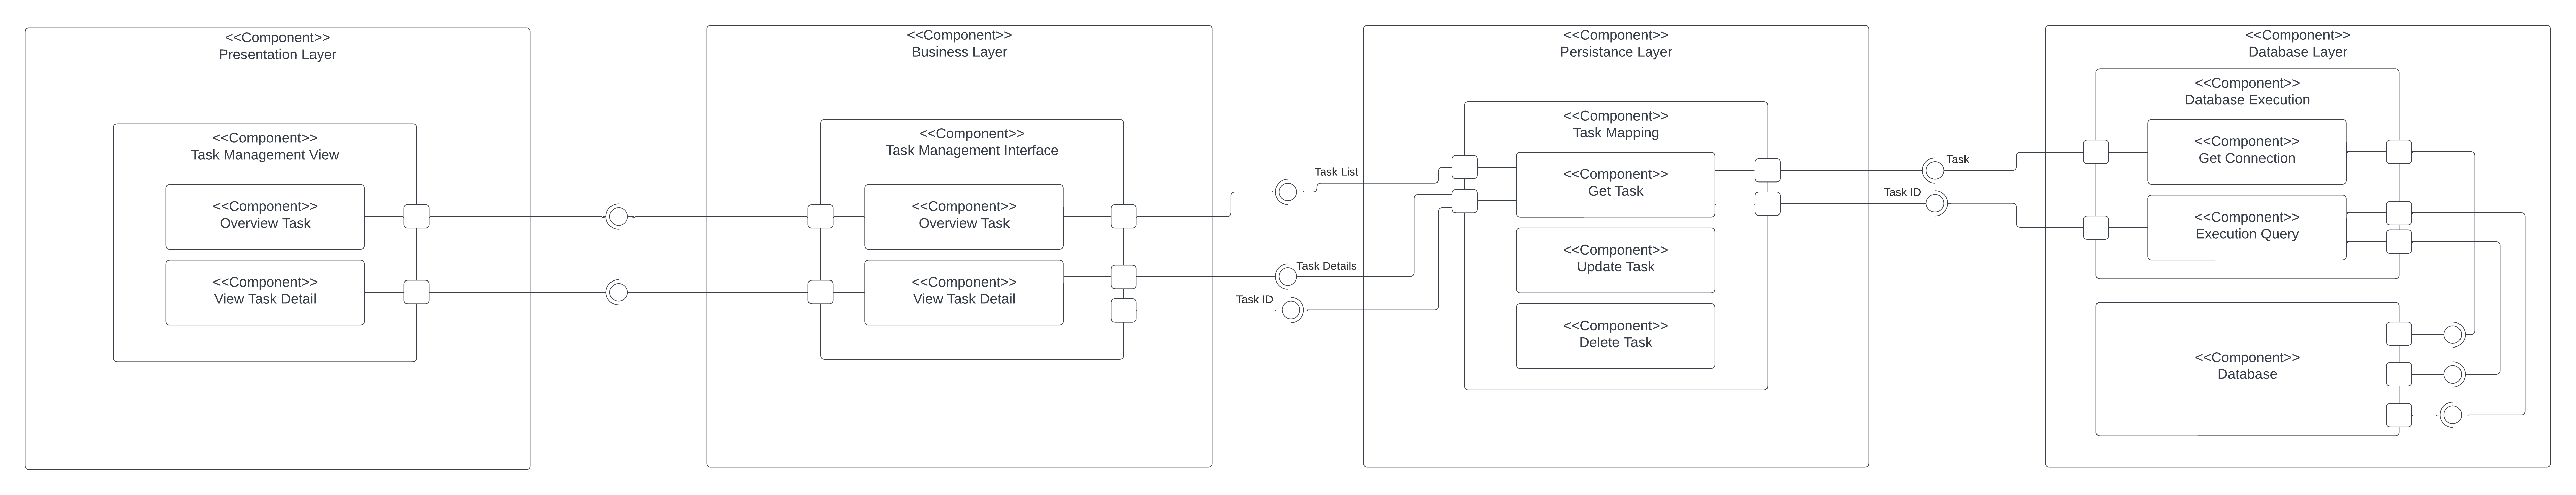 <<Component>>
Presentation Layer
<<Component>>
Task Management View
<<Component>>
Overview Task
<<Component>>
View Task Detail
<<Component>>
Business Layer
<<Component>>
Task Management Interface
<<Component>>
Overview Task
<<Component>>
View Task Detail
Task List
Task Details
Task ID
<<Component>>
Persistance Layer
<<Component>>
Task Mapping
<<Component>>
Get Task
<<Component>>
Update Task
<<Component>>
Delete Task
Task
Task ID
<<Component>>
Database Layer
<<Component>>
Database Execution
<<Component>>
Get Connection
<<Component>>
Execution Query
<<Component>>
Database